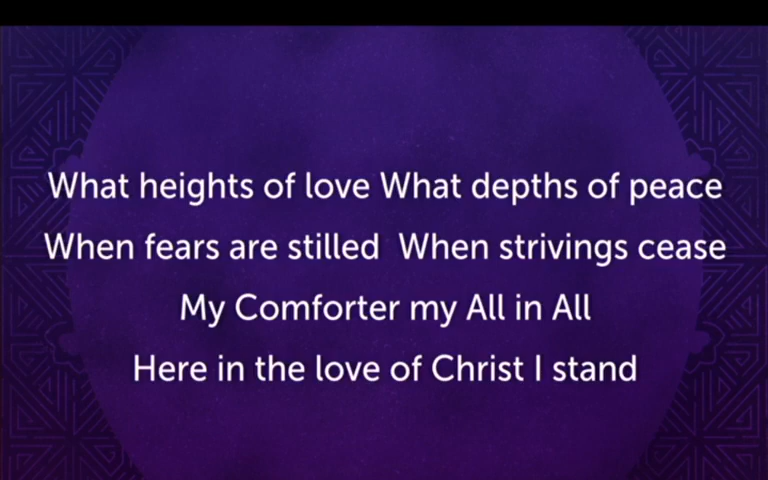 What heights of love What depths of peace
When fears are stilled When strivings cease
My Comforter my All in All
Here in the love of Christ I stand